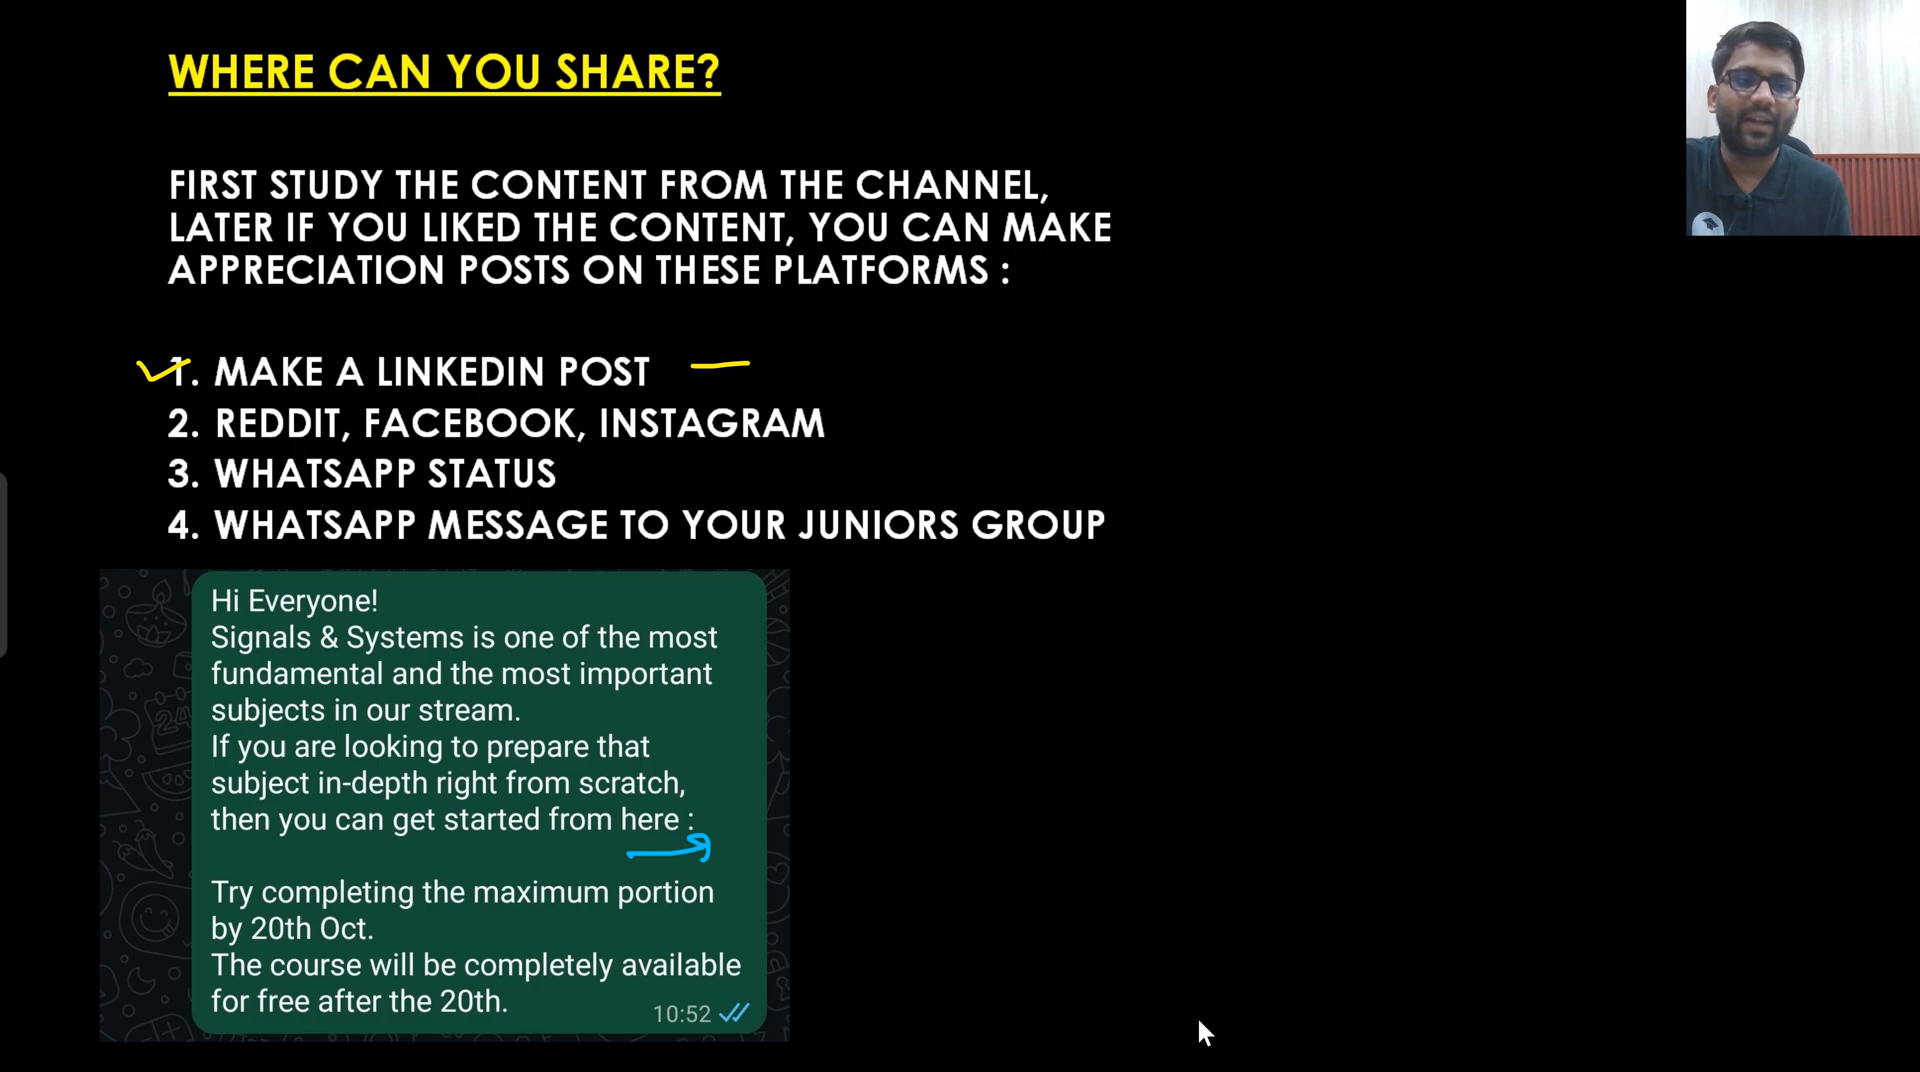 WHERE CAN YOU SHARE?
FIRST STUDY THE CONTENT FROM THE CHANNEL,
LATER IF YOU LIKED THE CONTENT, YOU CAN MAKE
APPRECIATION POSTS ON THESE PLATFORMS :
1. MAKE A LINKEDIN POST
2. REDDIT, FACEBOOK, INSTAGRAM
3. WHATSAPP STATUS
4. WHATSAPP MESSAGE TO YOUR JUNIORS GROUP
Hi Everyone!
Signals & Systems is one of the most
fundamental and the most important
subjects in our stream.
If you are looking to prepare that
subject in-depth right from scratch,
then you can get started from here :
Try completing the maximum portion
by 20th Oct.
The course will be completely available
for free after the 20th.
10:52